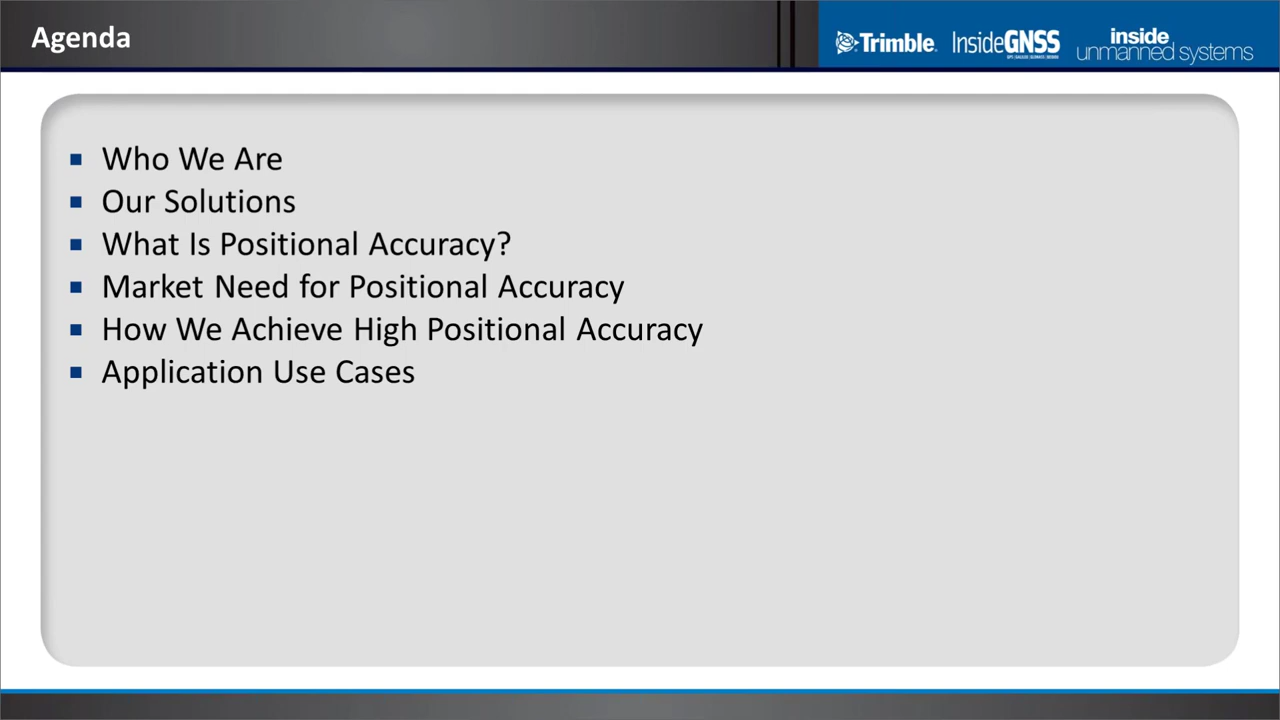 Agenda
Trimble
InsideGNSS
inside
unmanned systems
Who We Are
Our Solutions
What Is Positional Accuracy?
Market Need for Positional Accuracy
How We Achieve High Positional Accuracy
Application Use Cases